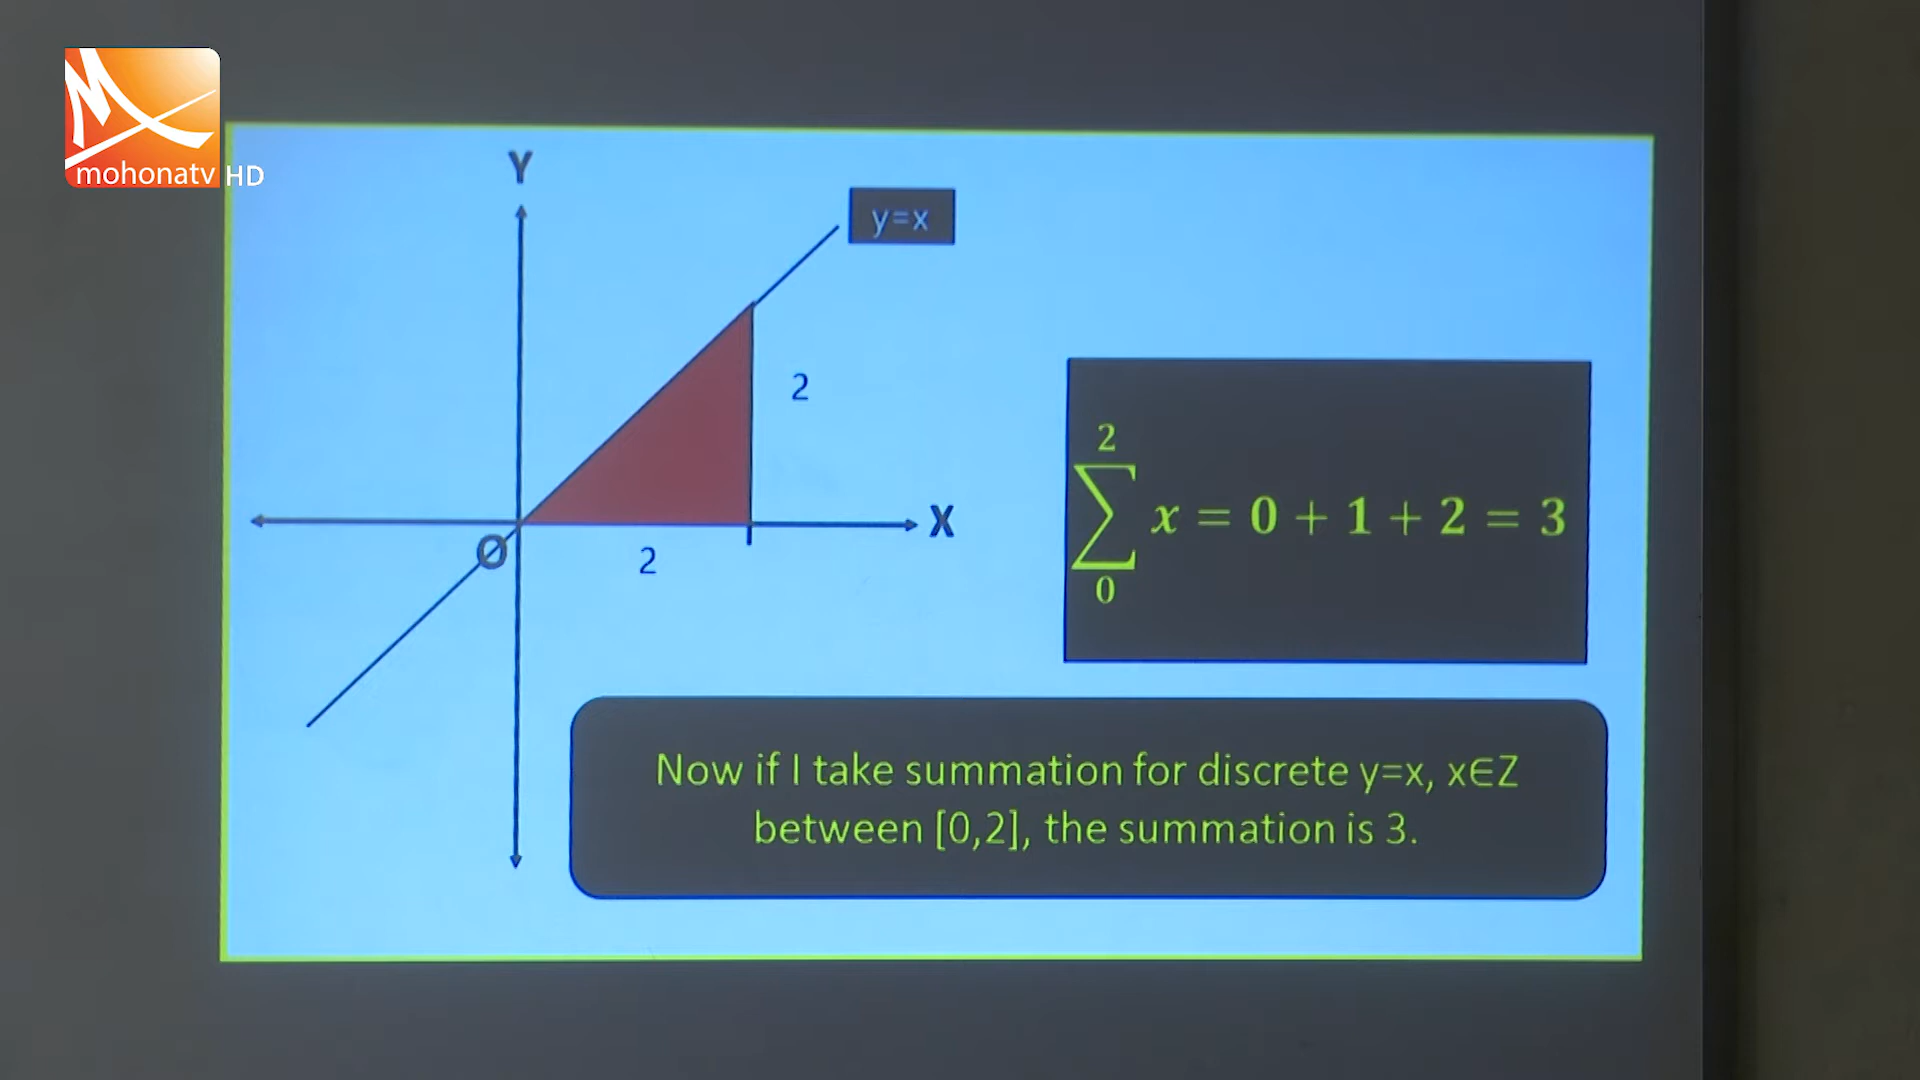 mohonatv HD
Y
y=x
2
X
O
2
2
∑ x = 0 + 1 + 2 = 3
0
Now if I take summation for discrete y=x, x∈Z
between [0,2], the summation is 3.